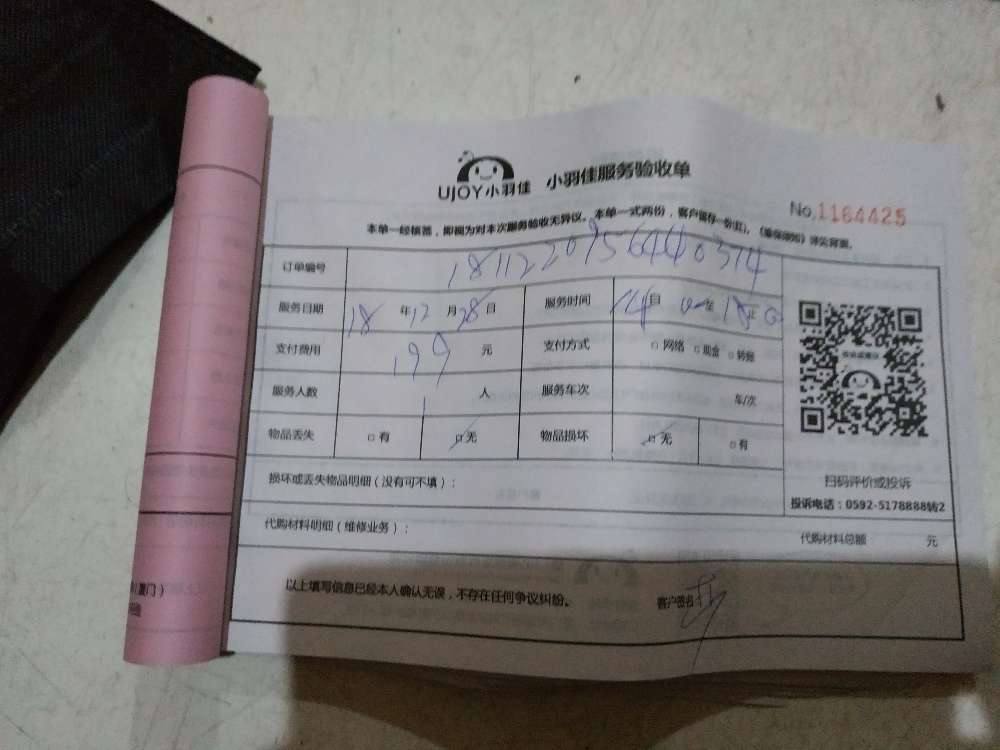 UJOY小羽佳 小羽佳服务验收单
No.1164425
本单一经核签，即视为对本次服务验收无异议。本单一式两份，客户留存一份(红)。
订单编号 181122095644 0374
服务日期 18 年 12 月 28 日 服务时间 14 至 18
支付费用 199 元 支付方式 □ 网络 □ 现金 □ 转账
服务人数 1 人 服务车次 车/次
物品丢失 □ 有 □ 无 物品损坏 □ 无 □ 有
损坏或丢失物品明细（没有可不填）：
扫码评价或投诉
投诉电话：0592-5178888转2
代购材料明细（维修业务）： 代购材料总额 元
以上填写信息已经本人确认无误，不存在任何争议纠纷。 客户签名
厦门）